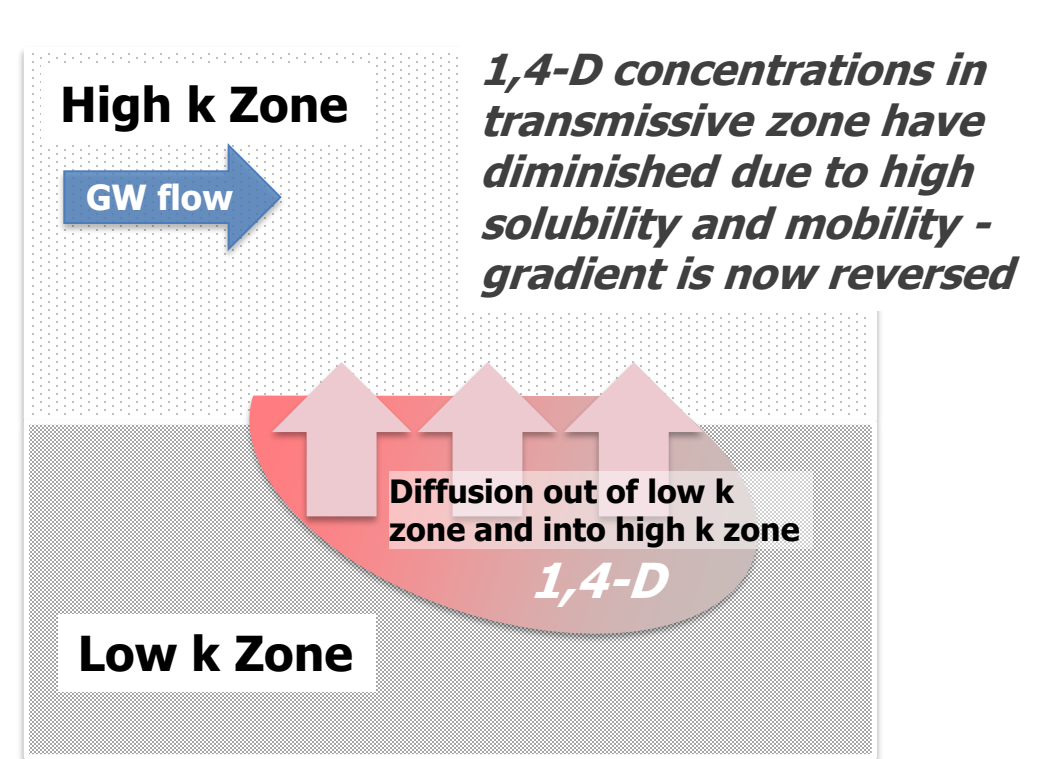 High k Zone
GW flow
1,4-D concentrations in
transmissive zone have
diminished due to high
solubility and mobility -
gradient is now reversed
Diffusion out of low k
zone and into high k zone
1,4-D
Low k Zone